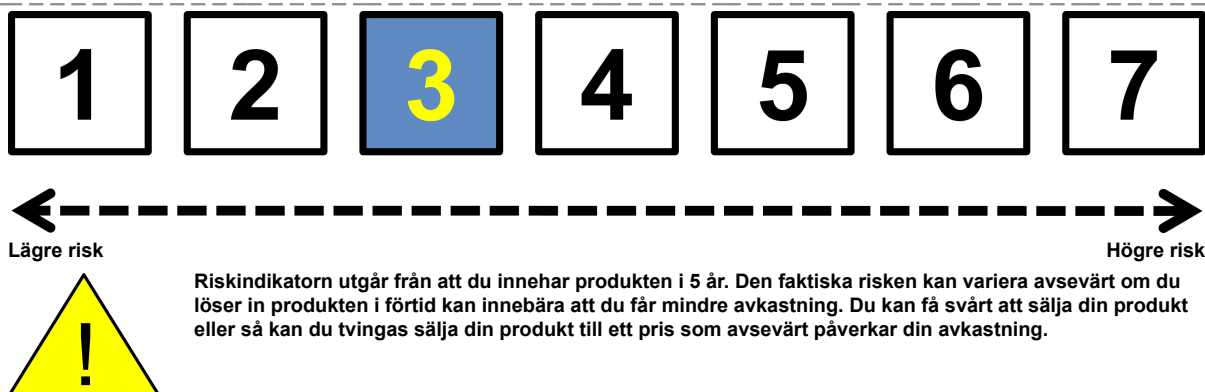 1 2 3 4 5 6 7
Lägre risk Högre risk
Riskindikatorn utgår från att du innehar produkten i 5 år. Den faktiska risken kan variera avsevärt om du
löser in produkten i förtid kan innebära att du får mindre avkastning. Du kan få svårt att sälja din produkt
eller så kan du tvingas sälja din produkt till ett pris som avsevärt påverkar din avkastning.
!